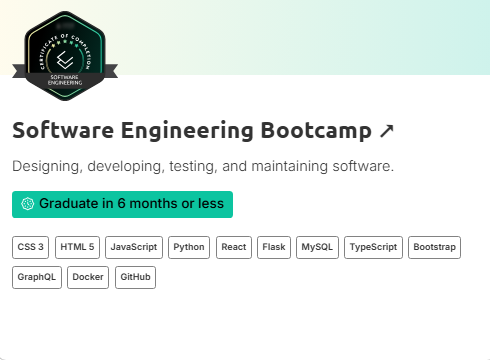 CERTIFICATE OF COMPLETION
SOFTWARE
ENGINEERING
Software Engineering Bootcamp ↗
Designing, developing, testing, and maintaining software.
Graduate in 6 months or less
CSS 3 HTML 5 JavaScript Python React Flask MySQL TypeScript Bootstrap
GraphQL Docker GitHub